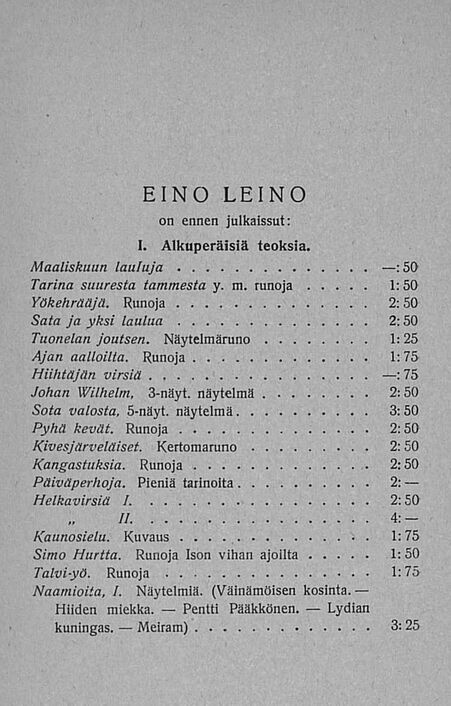 EINO LEINO
on ennen julkaissut:
I. Alkuperäisiä teoksia.
Maaliskuun lauluja . . . . . . . . . . . . . . . —: 50
Tarina suuresta tammesta y. m. runoja . . . . . 1: 50
Yökehrääjä. Runoja . . . . . . . . . . . . . . . 2: 50
Sata ja yksi laulua . . . . . . . . . . . . . . 2: 50
Tuonelan joutsen. Näytelmäruno . . . . . . . . . 1: 25
Ajan aalloilta. Runoja . . . . . . . . . . . . . 1: 75
Hiihtäjän virsiä . . . . . . . . . . . . . . . . —: 75
Johan Wilhelm, 3-näyt. näytelmä . . . . . . . . 2: 50
Sota valosta, 5-näyt. näytelmä . . . . . . . . . 3: 50
Pyhä kevät. Runoja . . . . . . . . . . . . . . . 2: 50
Kivesjärveläiset. Kertomaruno . . . . . . . . . 2: 50
Kangastuksia. Runoja . . . . . . . . . . . . . . 2: 50
Päiväperhoja. Pieniä tarinoita . . . . . . . . . 2: —
Helkavirsiä I. . . . . . . . . . . . . . . . . . 2: 50
„ II. . . . . . . . . . . . . . . . . . 4: —
Kaunosielu. Kuvaus . . . . . . . . . . . . . . . 1: 75
Simo Hurtta. Runoja Ison vihan ajoilta . . . . . 1: 50
Talvi-yö. Runoja . . . . . . . . . . . . . . . . 1: 75
Naamioita, I. Näytelmiä. (Väinämöisen kosinta. —
Hiiden miekka. — Pentti Pääkkönen. — Lydian
kuningas. — Meiram) . . . . . . . . . . . . . . 3: 25